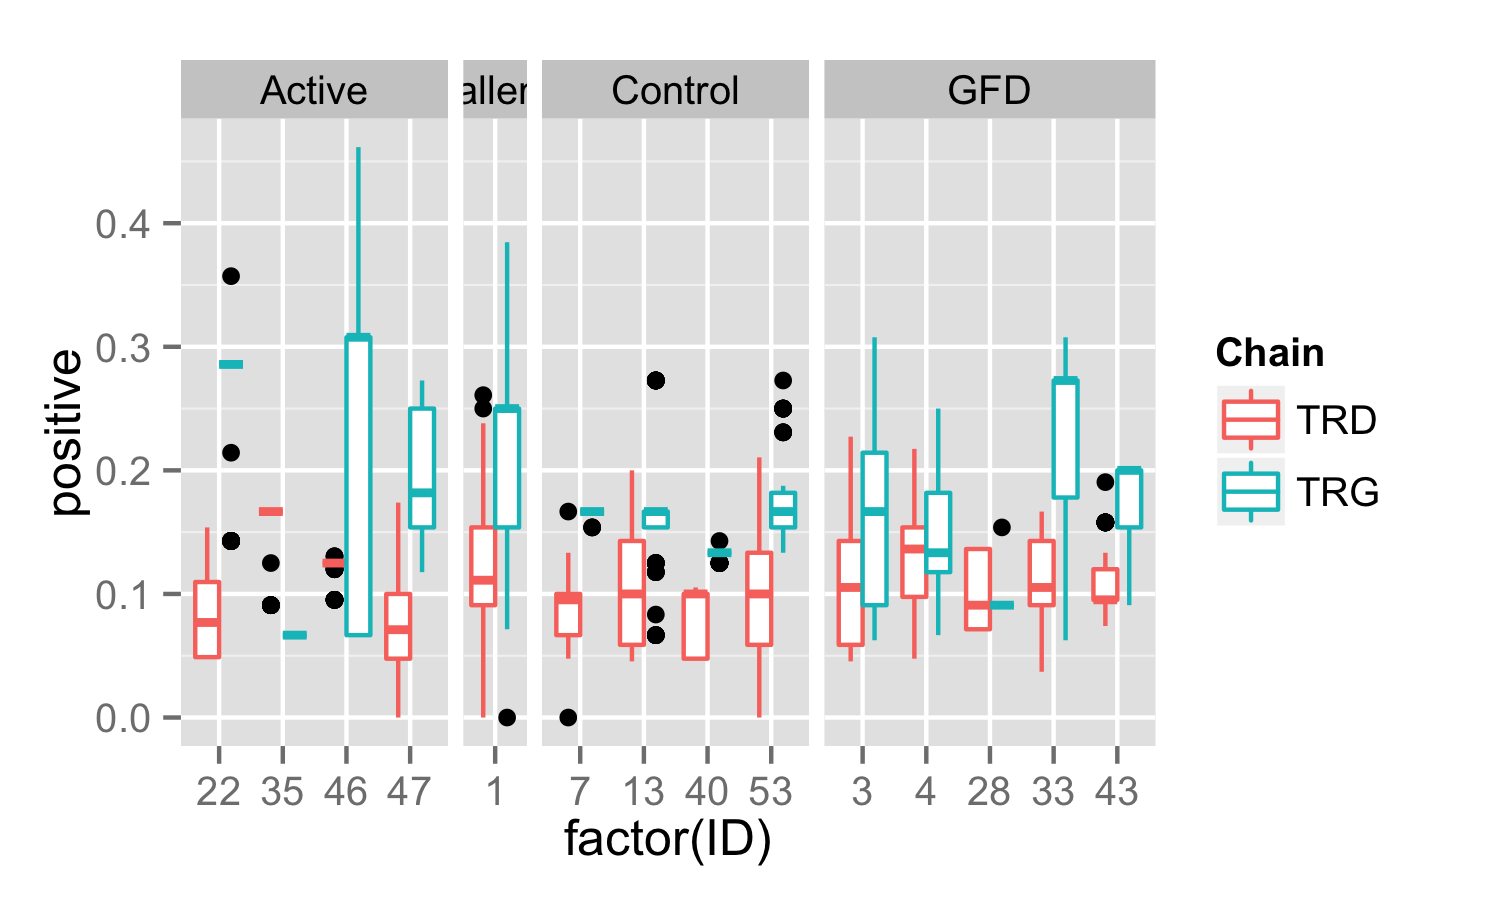 Active aller Control GFD
0.4
0.3
0.2
0.1
0.0
positive
22 35 46 47 1 7 13 40 53 3 4 28 33 43
factor(ID)
Chain
TRD
TRG